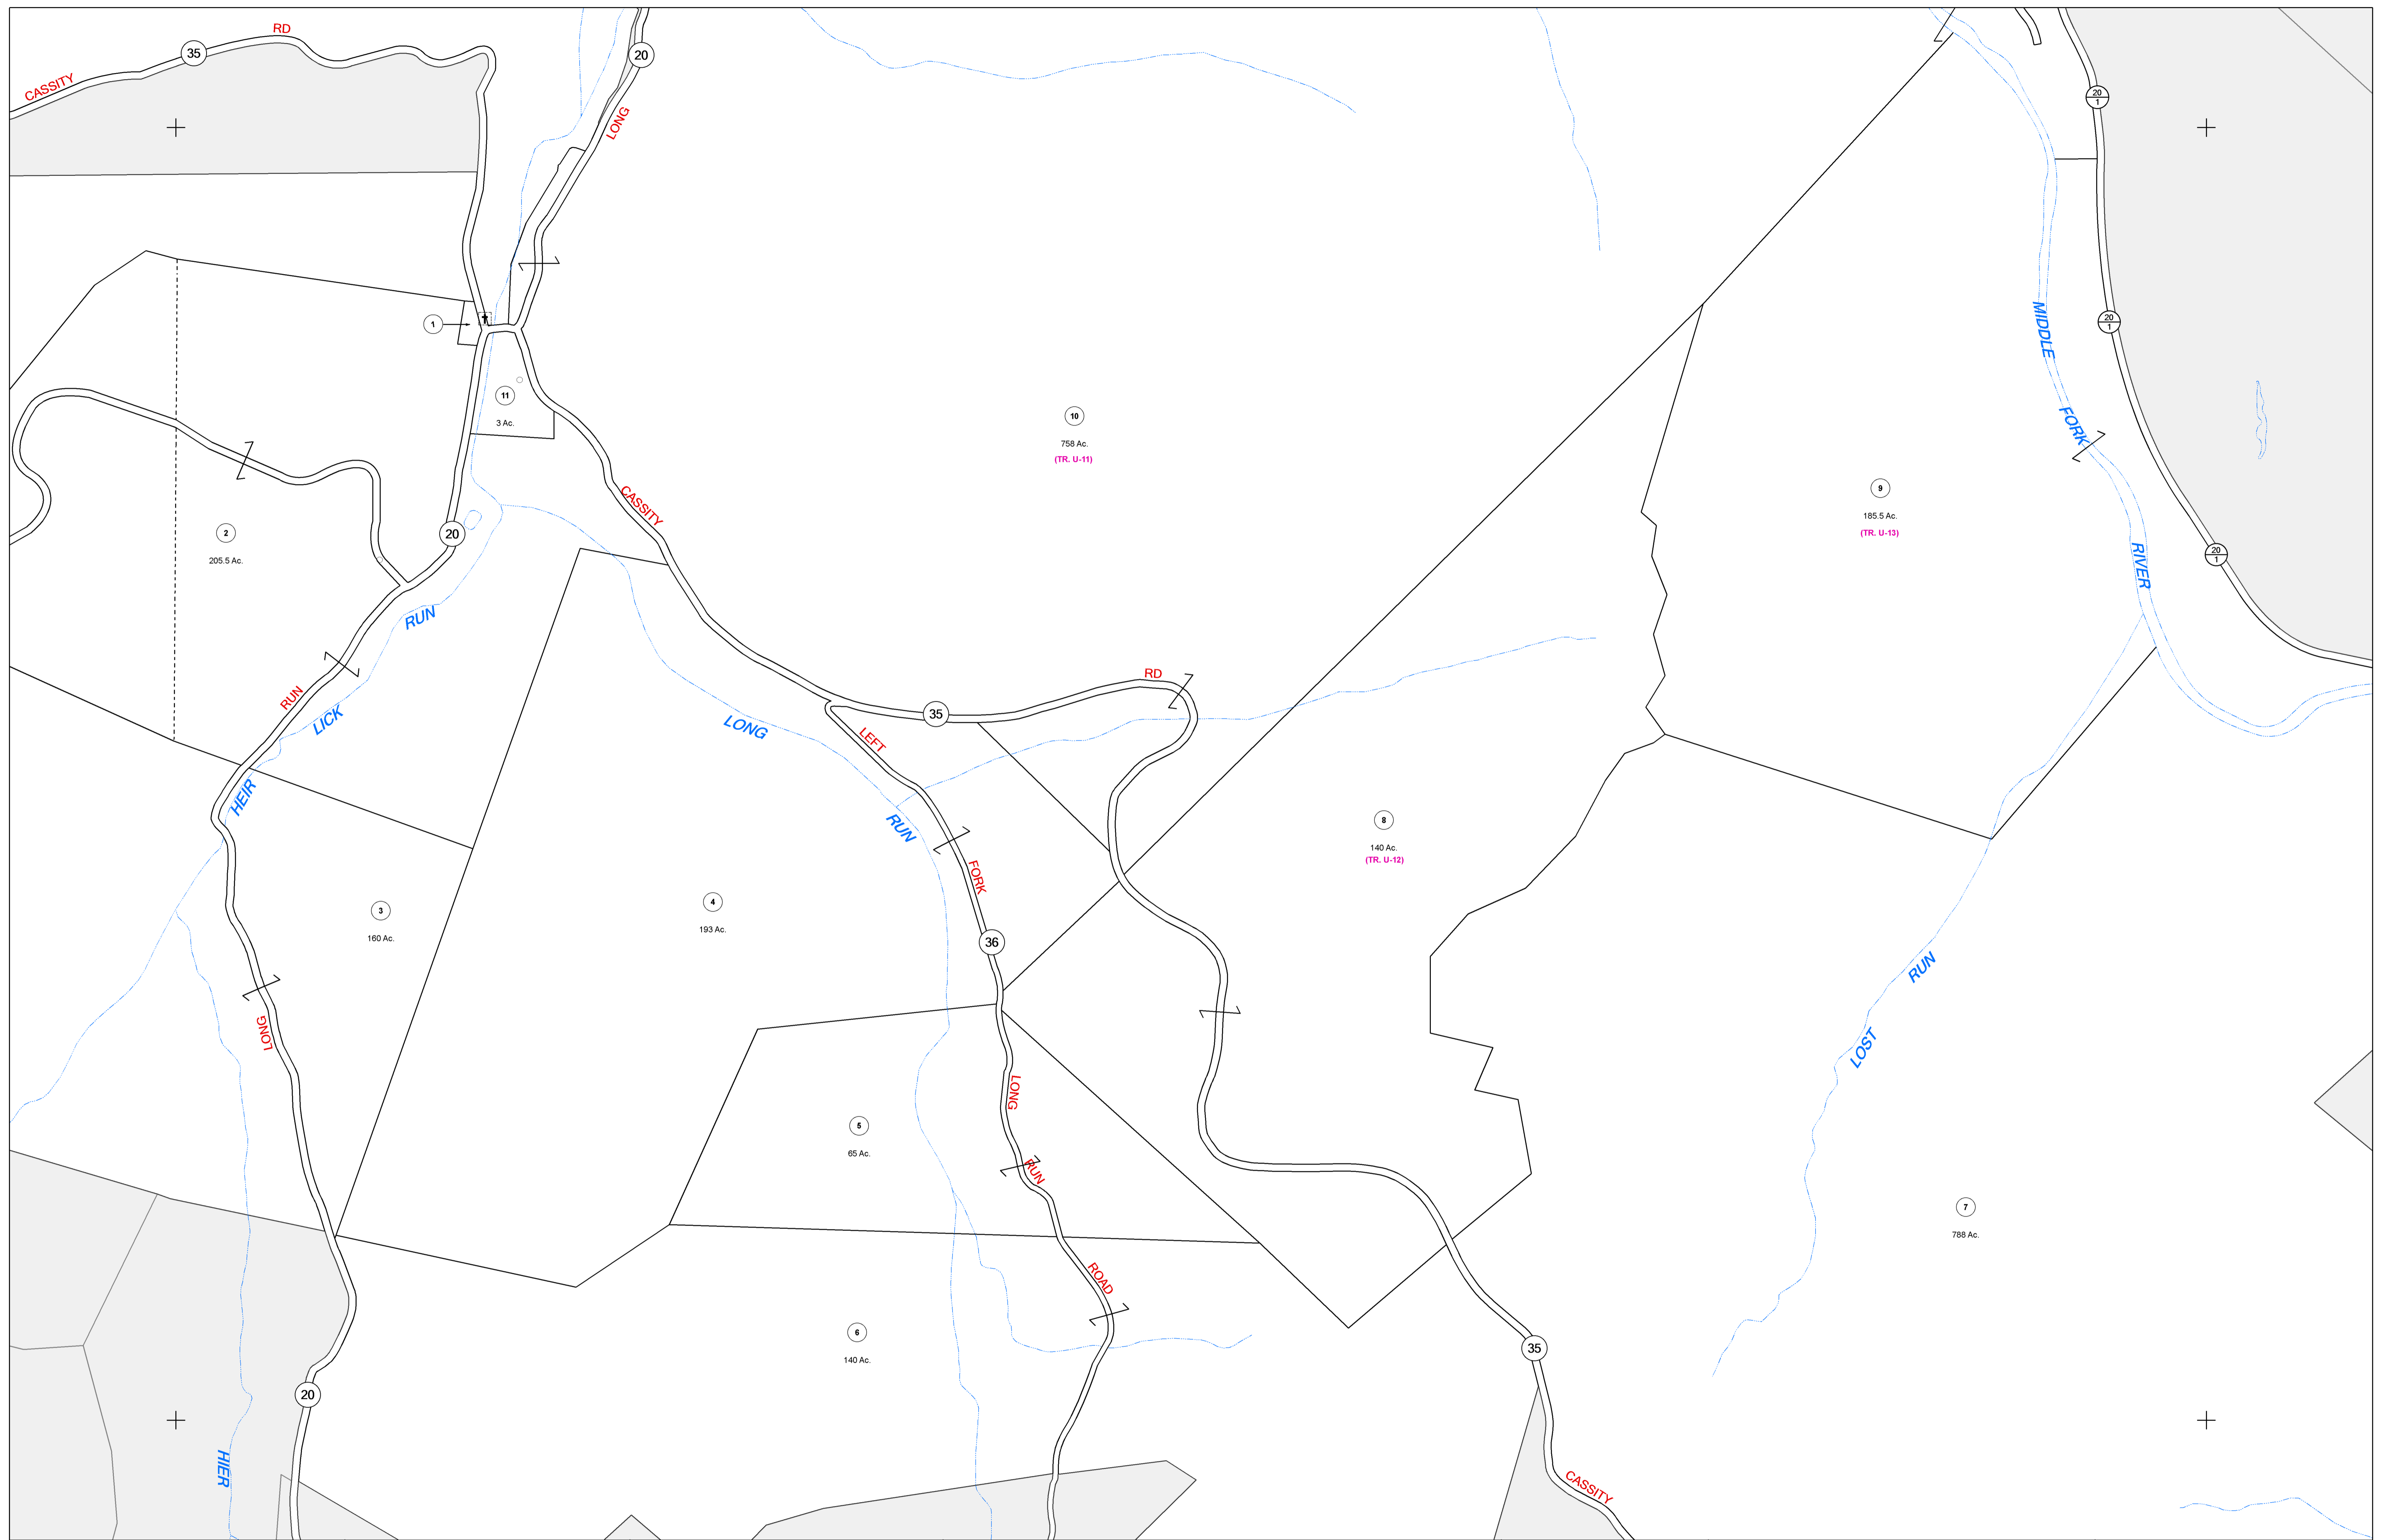 RD
35
CASSITY
20
LONG
20
1
1
20
1
MIDDLE
FORK
RIVER
11
3 Ac.
10
758 Ac.
(TR. U-11)
CASSITY
9
185.5 Ac.
(TR. U-13)
20
1
2
205.5 Ac.
20
RUN
RUN
LICK
HEIR
LONG
RUN
35
RD
LEFT
FORK
36
8
140 Ac.
(TR. U-12)
3
160 Ac.
4
193 Ac.
LONG
LONG
RUN
ROAD
5
65 Ac.
RUN
LOST
7
788 Ac.
6
140 Ac.
35
20
HIER
CASSITY